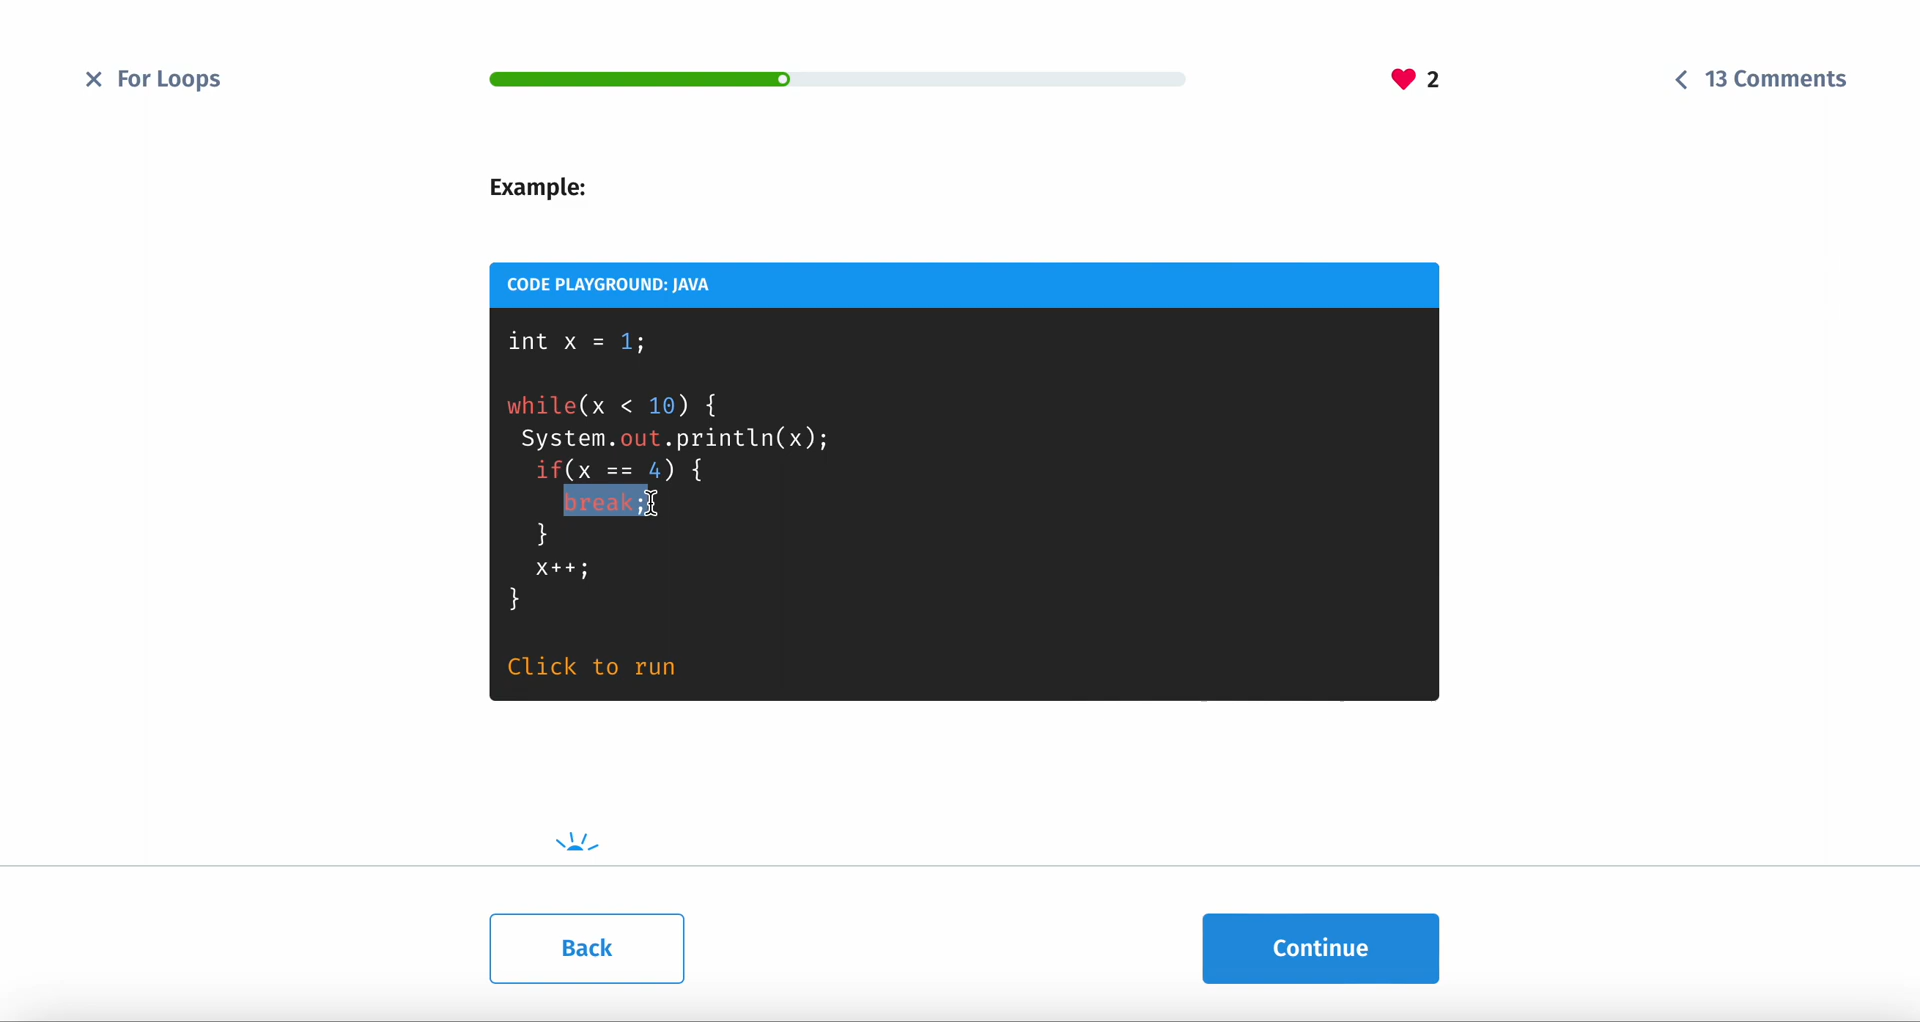 For Loops
2
13 Comments
Example:
CODE PLAYGROUND: JAVA
int x = 1;
while(x < 10) {
System.out.println(x);
if(x == 4) {
break;
}
x++;
}
Click to run
Back
Continue